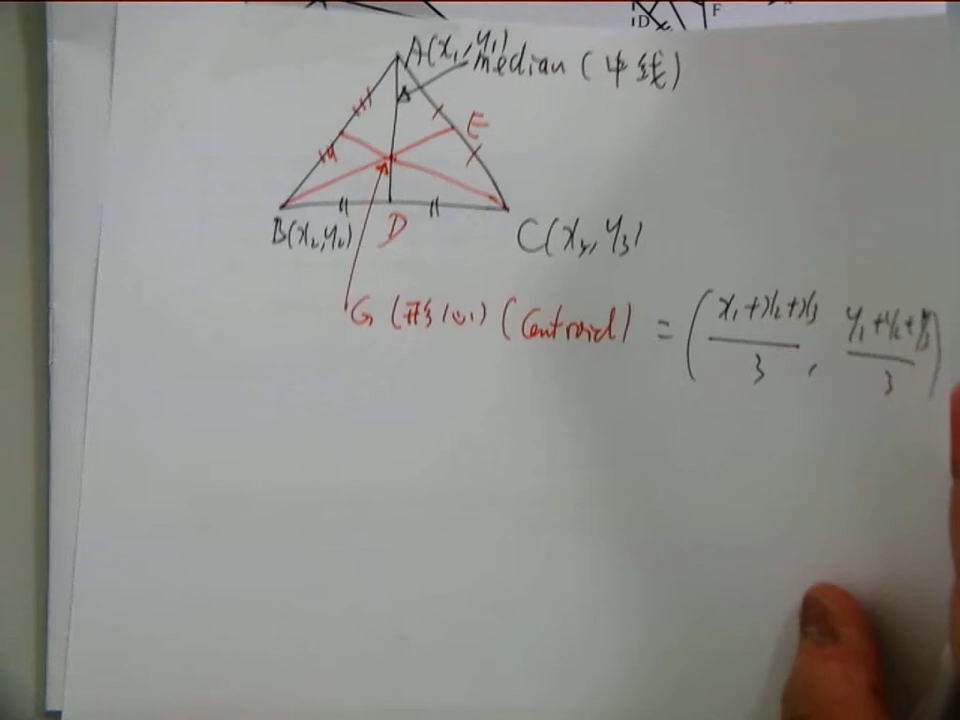 D F
A(x₁, y₁)
median (中线)
E
B(x₂, y₂) D C(x₃, y₃)
G (形心) (Centroid) = (x₁+x₂+x₃/3, y₁+y₂+y₃/3)